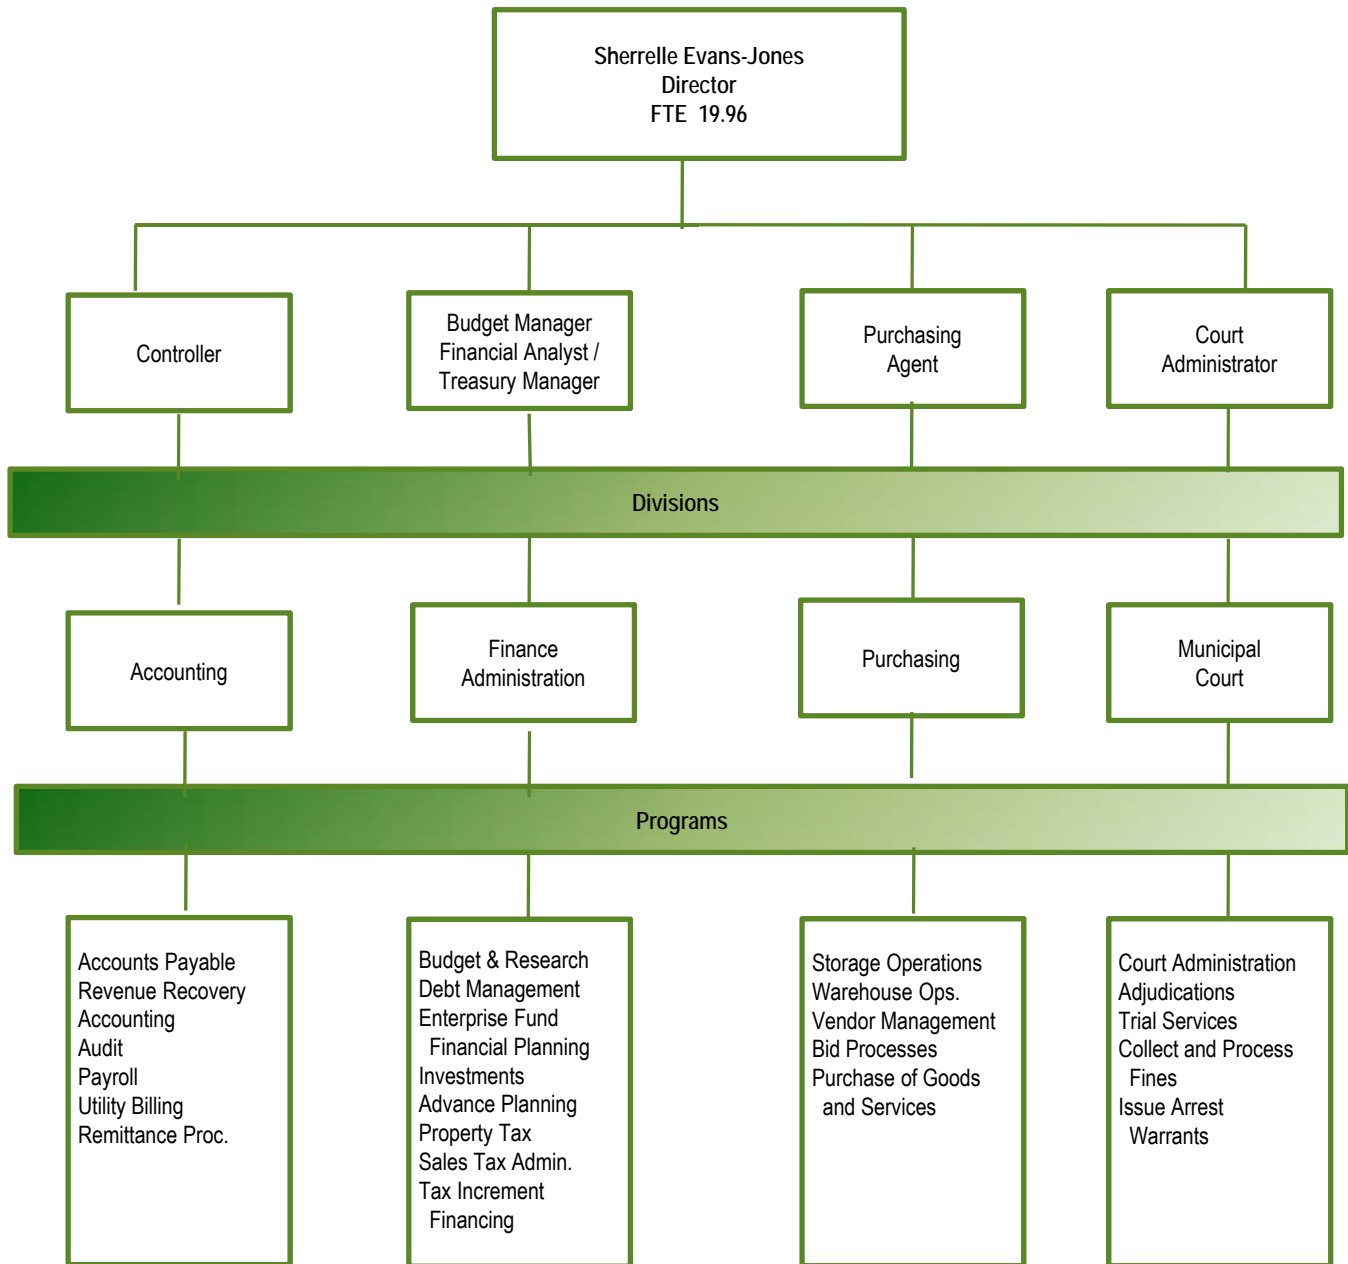 Sherrelle Evans-Jones
Director
FTE 19.96
Controller
Budget Manager
Financial Analyst /
Treasury Manager
Purchasing
Agent
Court
Administrator
Divisions
Accounting
Finance
Administration
Purchasing
Municipal
Court
Programs
Accounts Payable
Revenue Recovery
Accounting
Audit
Payroll
Utility Billing
Remittance Proc.
Budget & Research
Debt Management
Enterprise Fund
Financial Planning
Investments
Advance Planning
Property Tax
Sales Tax Admin.
Tax Increment
Financing
Storage Operations
Warehouse Ops.
Vendor Management
Bid Processes
Purchase of Goods
and Services
Court Administration
Adjudications
Trial Services
Collect and Process
Fines
Issue Arrest
Warrants